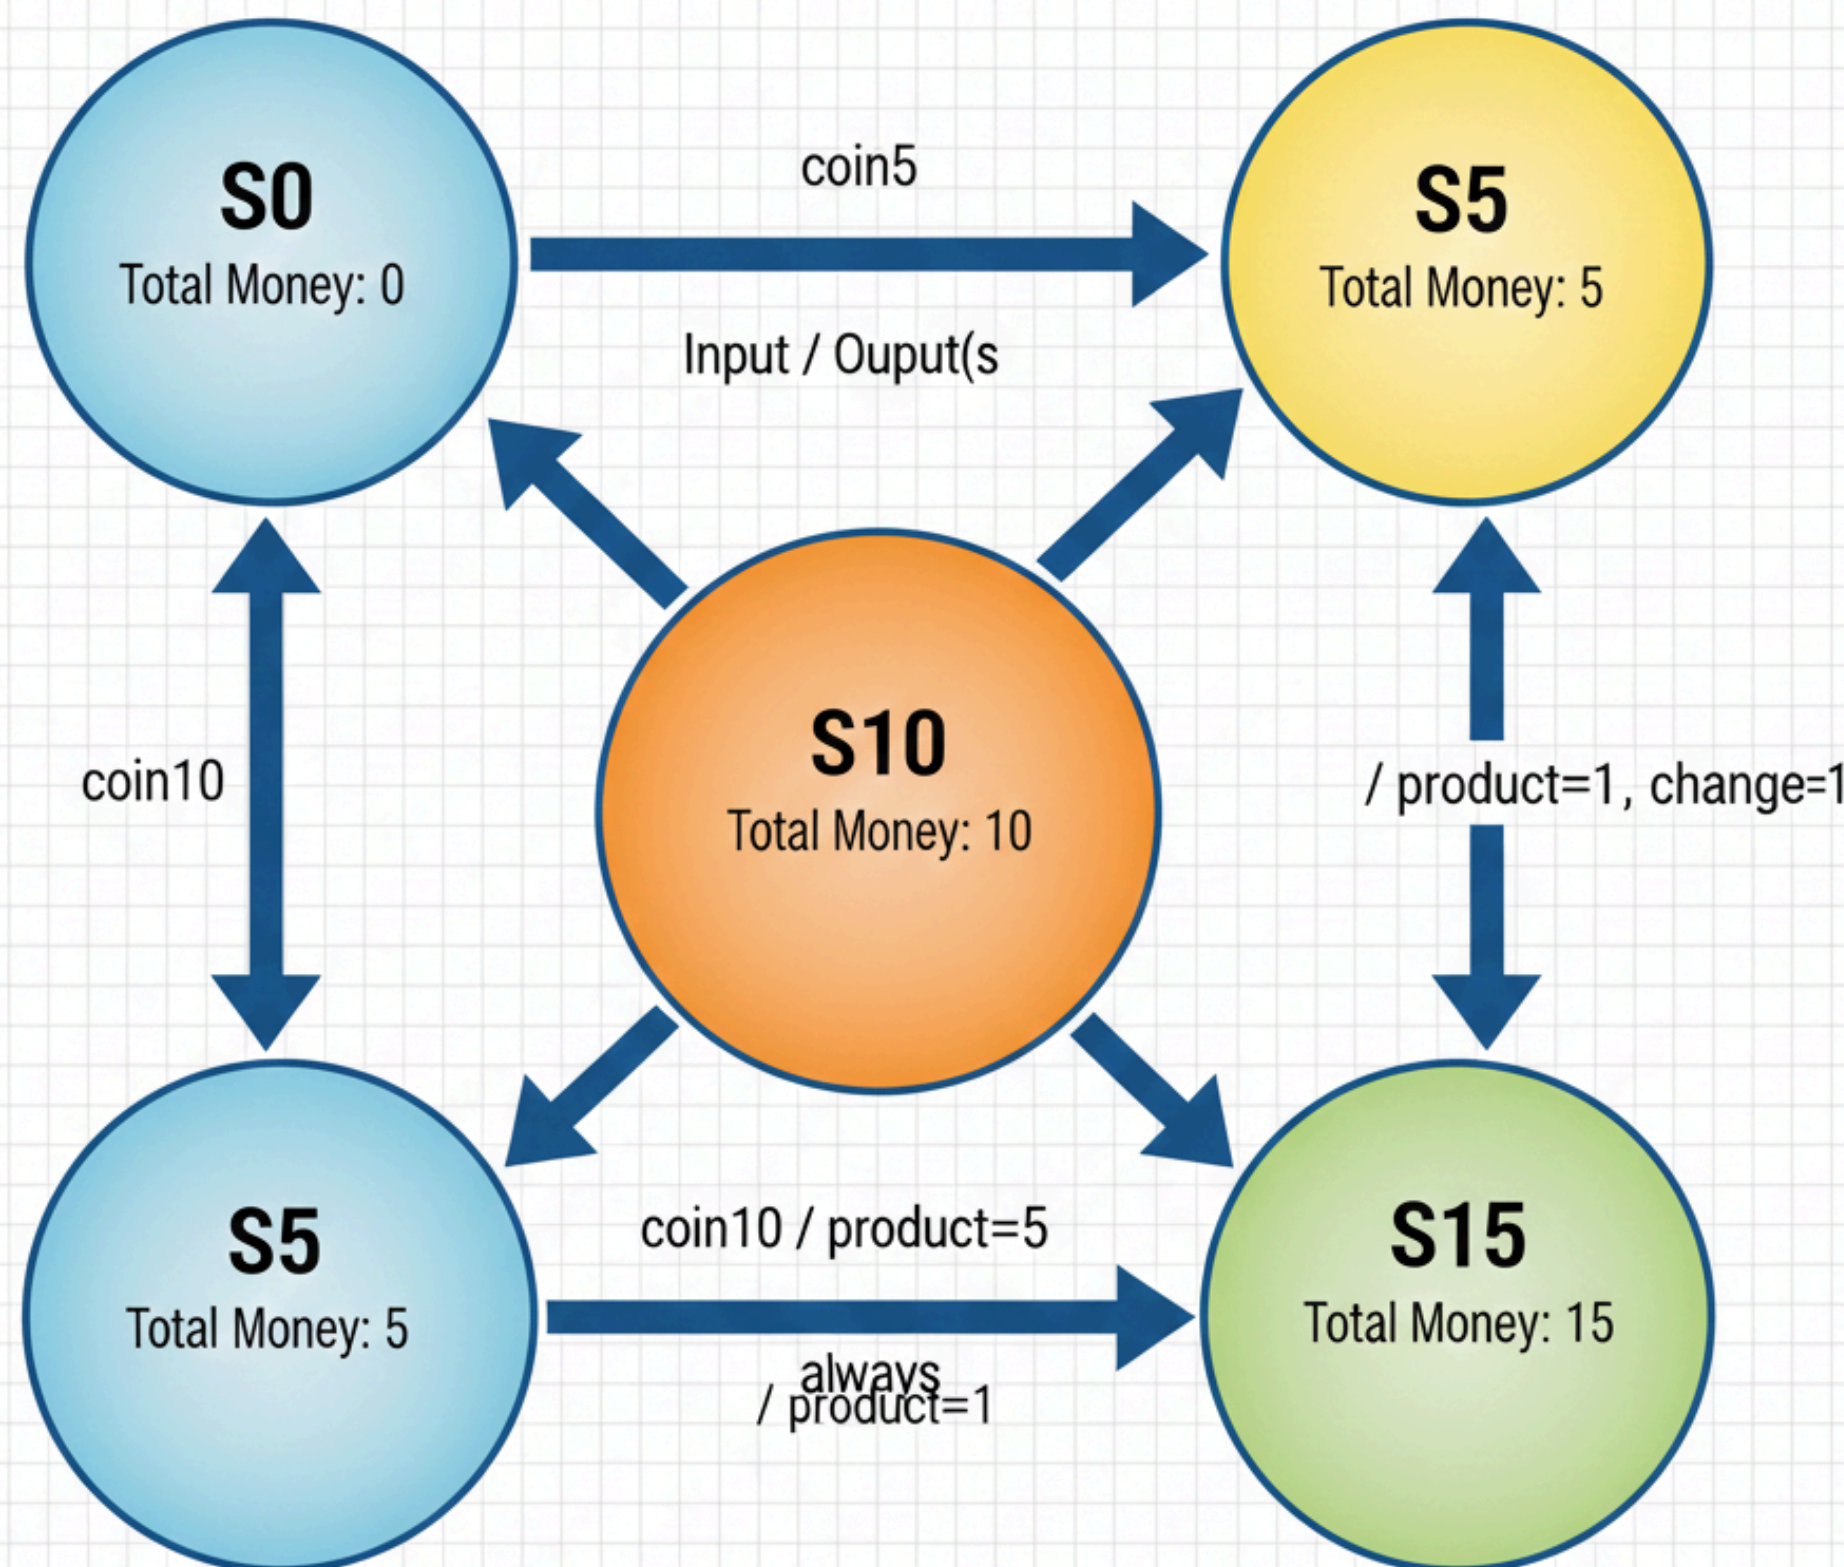 S0
Total Money: 0
coin5
Input / Ouput(s
S5
Total Money: 5
coin10
S10
Total Money: 10
/ product=1, change=1
S5
Total Money: 5
coin10 / product=5
always
/ product=1
S15
Total Money: 15